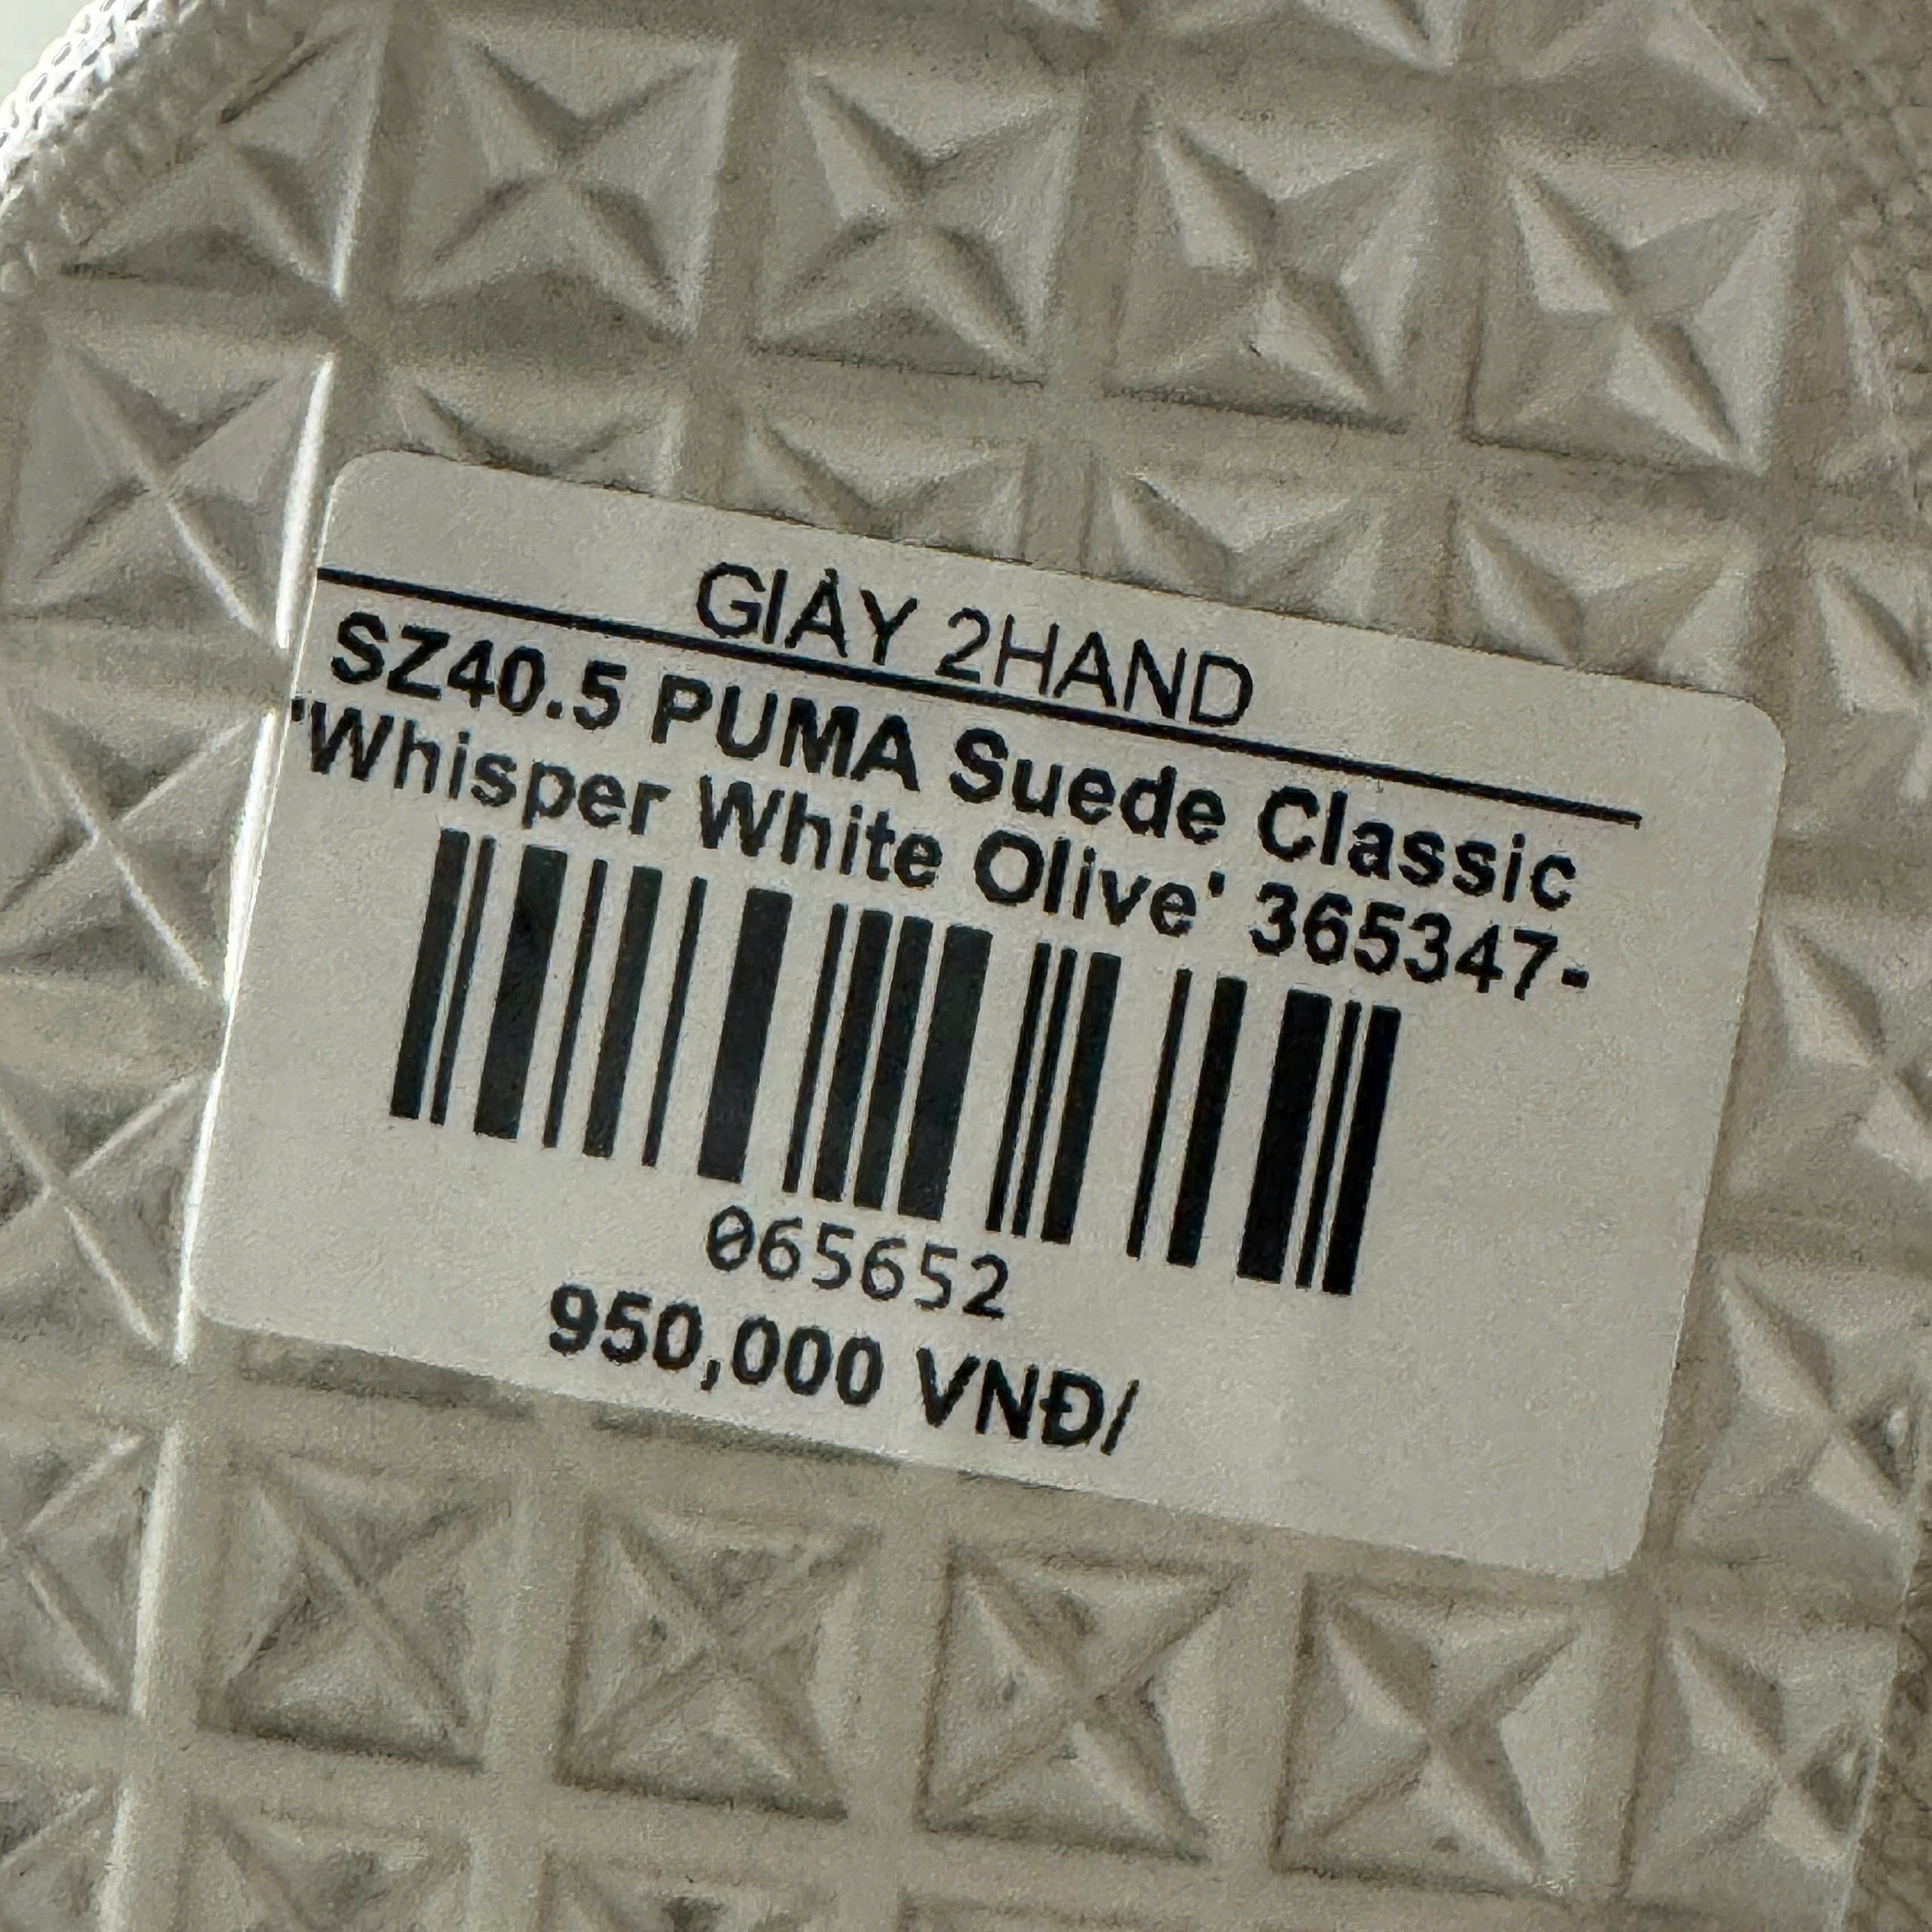 GIÀY 2HAND
SZ40.5 PUMA Suede Classic
'Whisper White Olive' 365347-
065652
950,000 VNĐ/